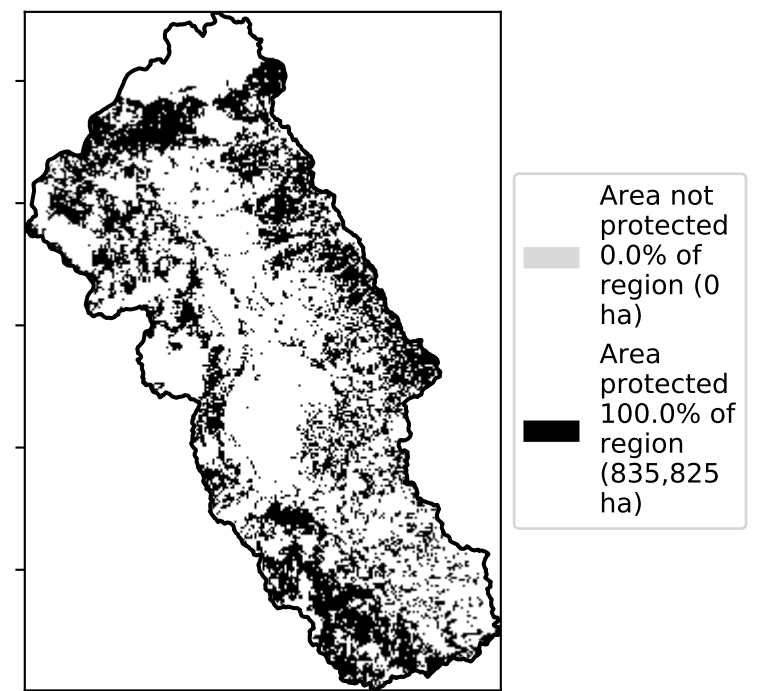 Area not
protected
0.0% of
region (0
ha)
Area
protected
100.0% of
region
(835,825
ha)